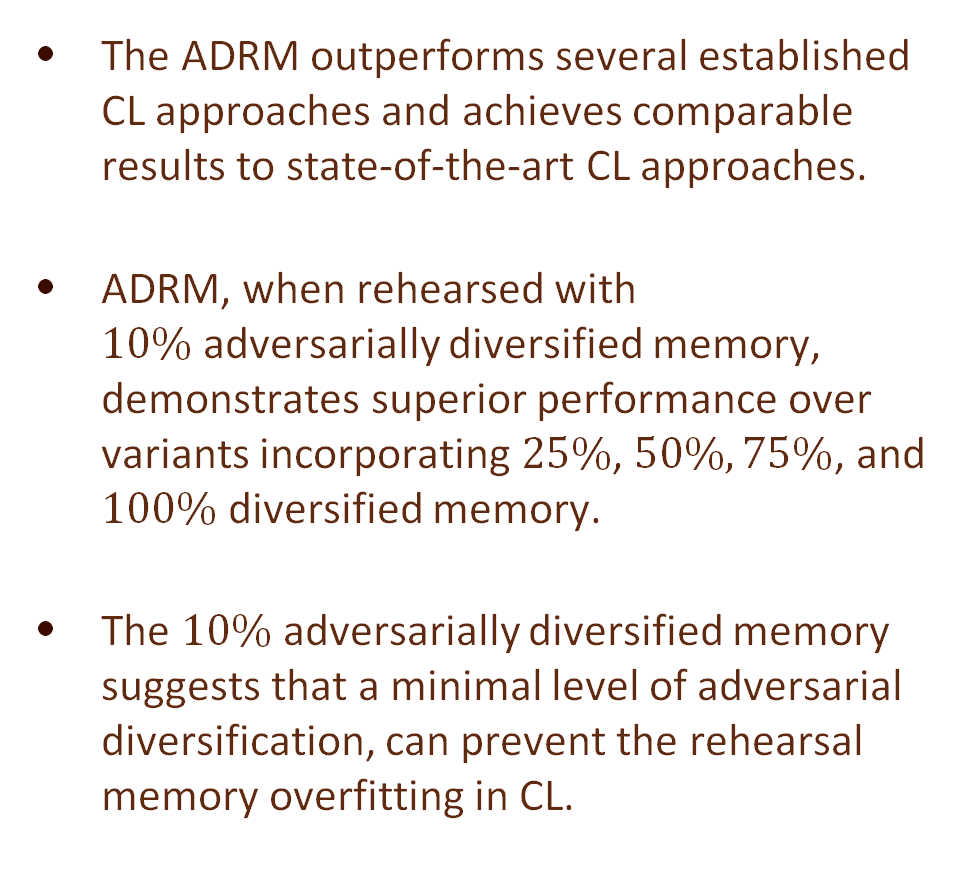 • The ADRM outperforms several established
CL approaches and achieves comparable
results to state-of-the-art CL approaches.
• ADRM, when rehearsed with
10% adversarially diversified memory,
demonstrates superior performance over
variants incorporating 25%, 50%, 75%, and
100% diversified memory.
• The 10% adversarially diversified memory
suggests that a minimal level of adversarial
diversification, can prevent the rehearsal
memory overfitting in CL.